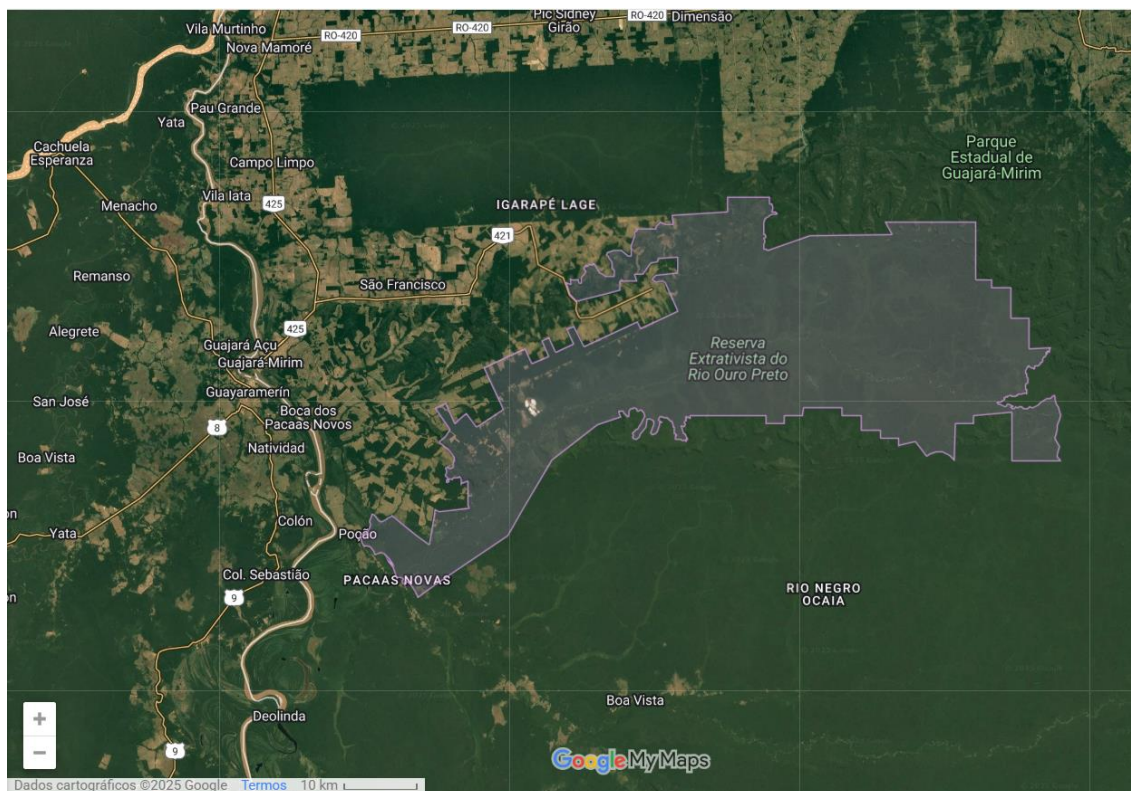 Vila Murtinho
Nova Mamoré
RO-420
RO-420
Pic Sidney
Girão
RO-420
Dimensão
Pau Grande
Yata
Cachuela
Esperanza
Campo Limpo
Parque
Estadual de
Guajará-Mirim
Menacho
Vila Iata
425
IGARAPÉ LAGE
421
Remanso
São Francisco
Alegrete
425
Guajará Açu
Guajará-Mirim
Reserva
Extrativista do
Rio Ouro Preto
San José
Guayaramerín
Boca dos
Pacaas Novos
8
Natividad
Boa Vista
Colón
Yata
Poção
Col. Sebastião
PACAAS NOVAS
9
RIO NEGRO
OCAIA
Boa Vista
Deolinda
9
+
−
Google My Maps
Dados cartográficos ©2025 Google Termos 10 km